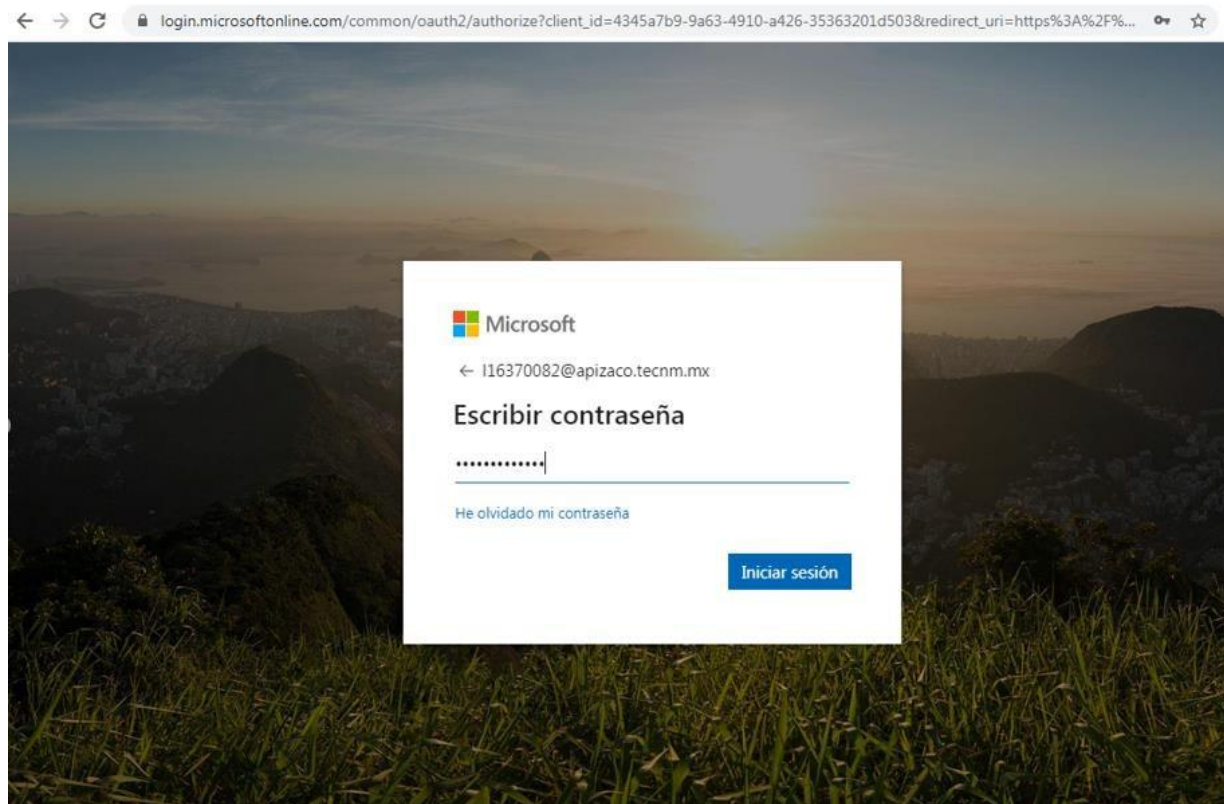 login.microsoftonline.com/common/oauth2/authorize?client_id=4345a7b9-9a63-4910-a426-35363201d503&redirect_uri=https%3A%2F%...
Microsoft
← l16370082@apizaco.tecnm.mx
Escribir contraseña
•••••••••••••
He olvidado mi contraseña
Iniciar sesión